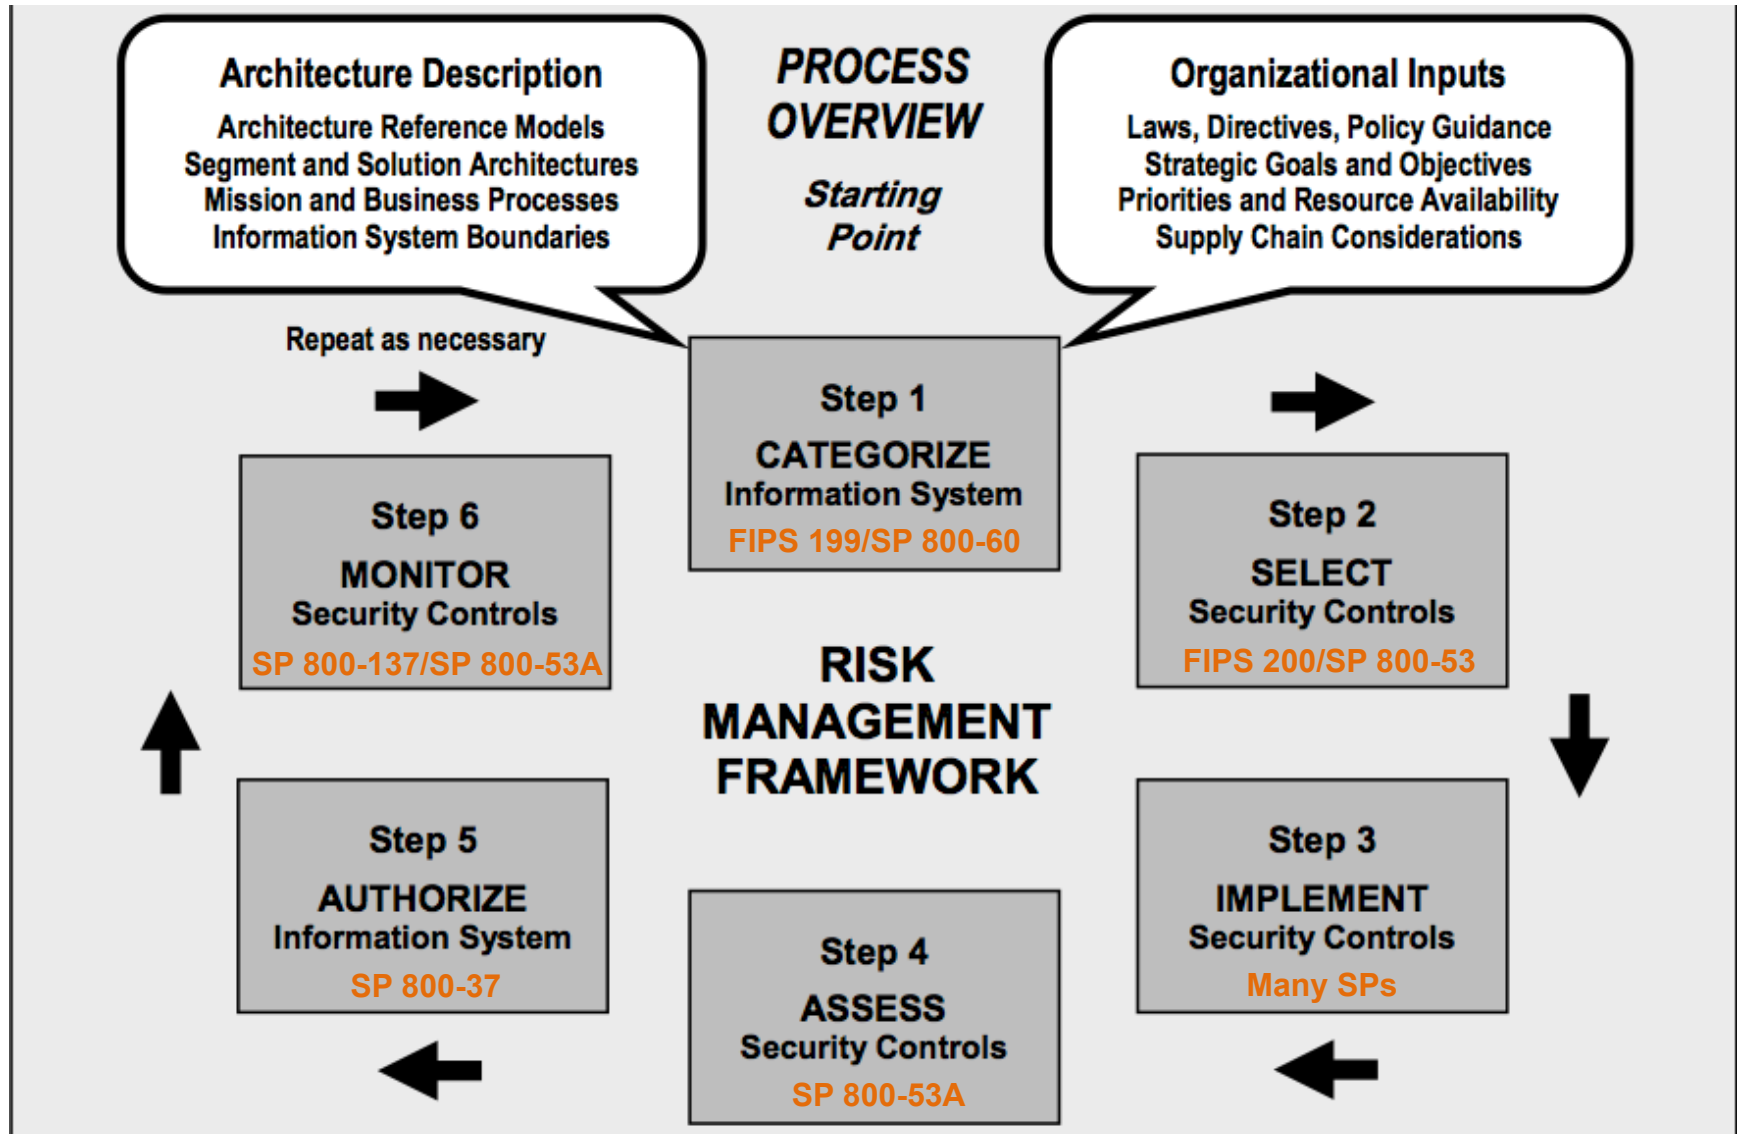 Architecture Description
Architecture Reference Models
Segment and Solution Architectures
Mission and Business Processes
Information System Boundaries
PROCESS
OVERVIEW
Starting
Point
Organizational Inputs
Laws, Directives, Policy Guidance
Strategic Goals and Objectives
Priorities and Resource Availability
Supply Chain Considerations
Repeat as necessary
Step 1
CATEGORIZE
Information System
FIPS 199/SP 800-60
Step 2
SELECT
Security Controls
FIPS 200/SP 800-53
Step 3
IMPLEMENT
Security Controls
Many SPs
Step 4
ASSESS
Security Controls
SP 800-53A
Step 5
AUTHORIZE
Information System
SP 800-37
Step 6
MONITOR
Security Controls
SP 800-137/SP 800-53A
RISK
MANAGEMENT
FRAMEWORK